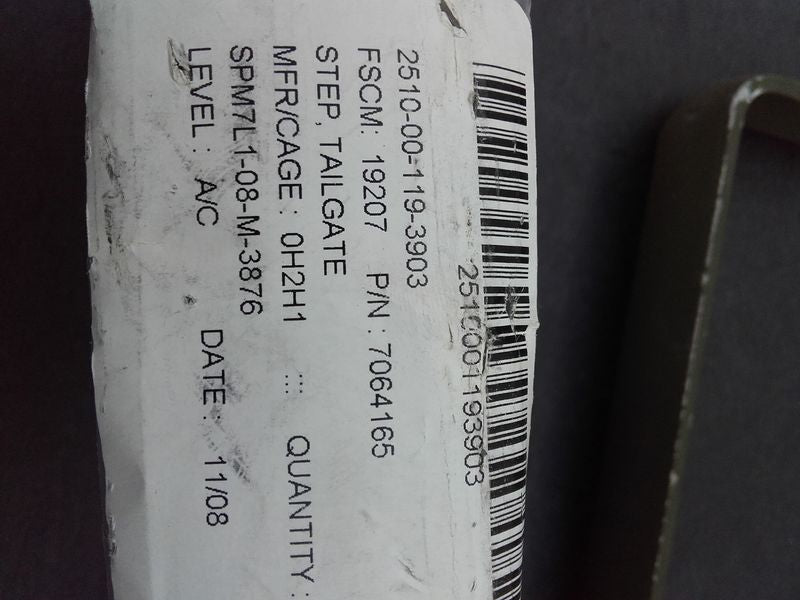 2510001193903
2510-00-119-3903
FSCM: 19207 P/N: 7064165
STEP, TAILGATE
MFR/CAGE: 0H2H1 ::: QUANTITY:
SPM7L1-08-M-3876
LEVEL: A/C DATE: 11/08